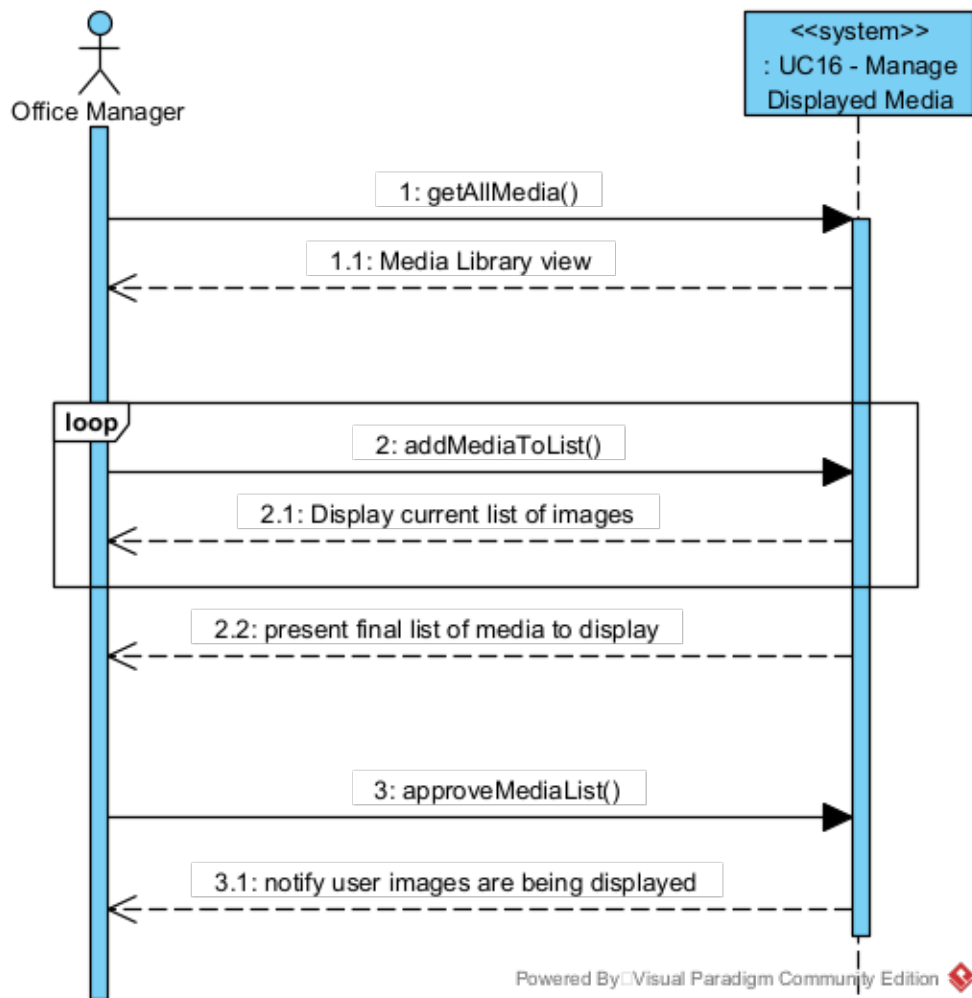 Office Manager
<<system>>
: UC16 - Manage
Displayed Media
1: getAllMedia()
1.1: Media Library view
loop
2: addMediaToList()
2.1: Display current list of images
2.2: present final list of media to display
3: approveMediaList()
3.1: notify user images are being displayed
Powered By Visual Paradigm Community Edition